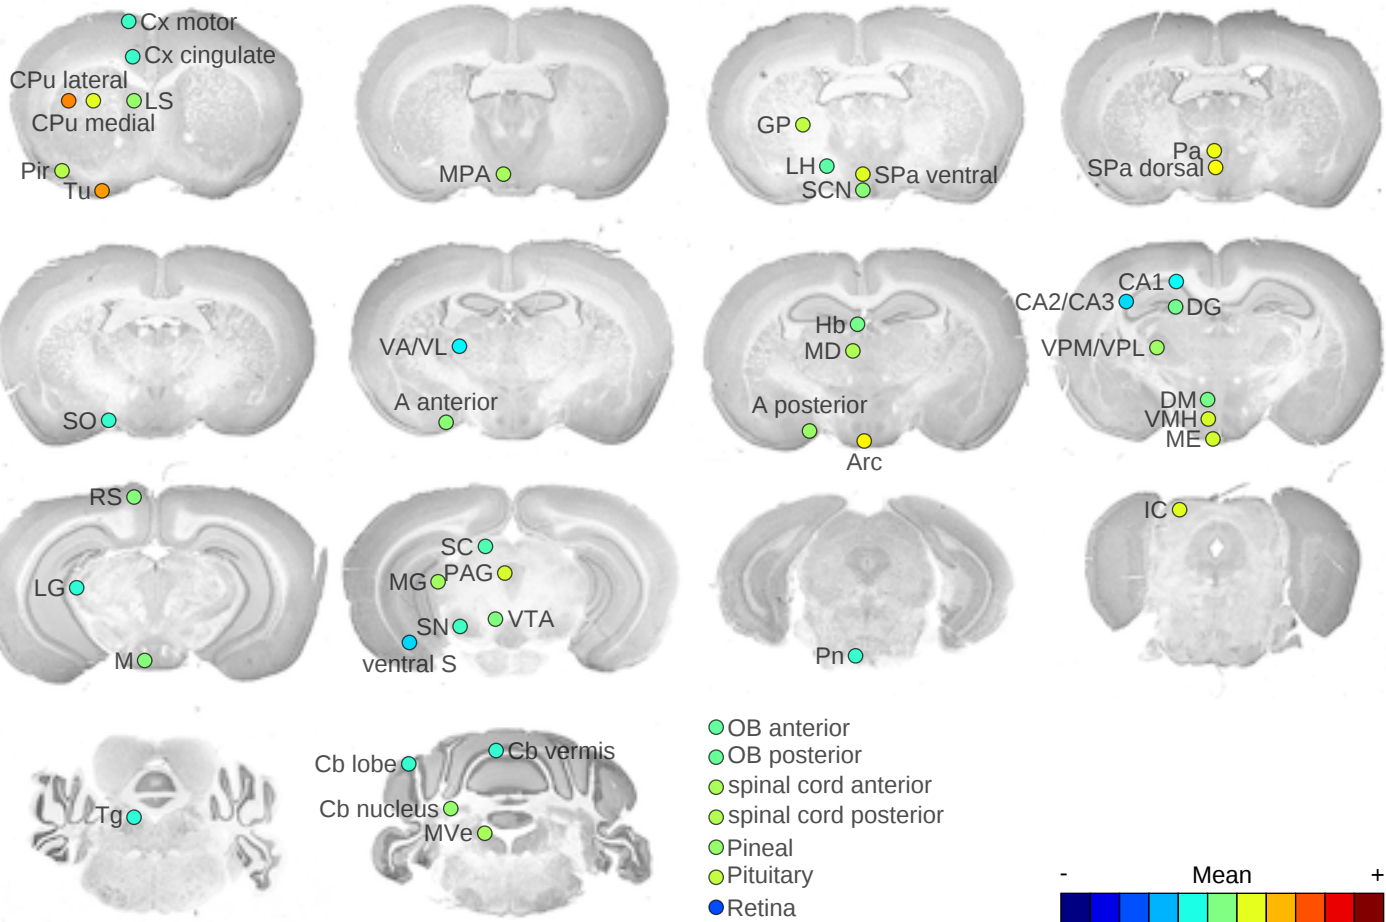 Cx motor
Cx cingulate
CPu lateral
LS
CPu medial
Pir
Tu
MPA
GP
LH
SPa ventral
SCN
Pa
SPa dorsal
SO
VA/VL
A anterior
Hb
MD
A posterior
Arc
CA1
CA2/CA3
DG
VPM/VPL
DM
VMH
ME
RS
LG
M
SC
MG
PAG
SN
VTA
ventral S
Pn
IC
Tg
Cb lobe
Cb vermis
Cb nucleus
MVe
OB anterior
OB posterior
spinal cord anterior
spinal cord posterior
Pineal
Pituitary
Retina
- Mean +